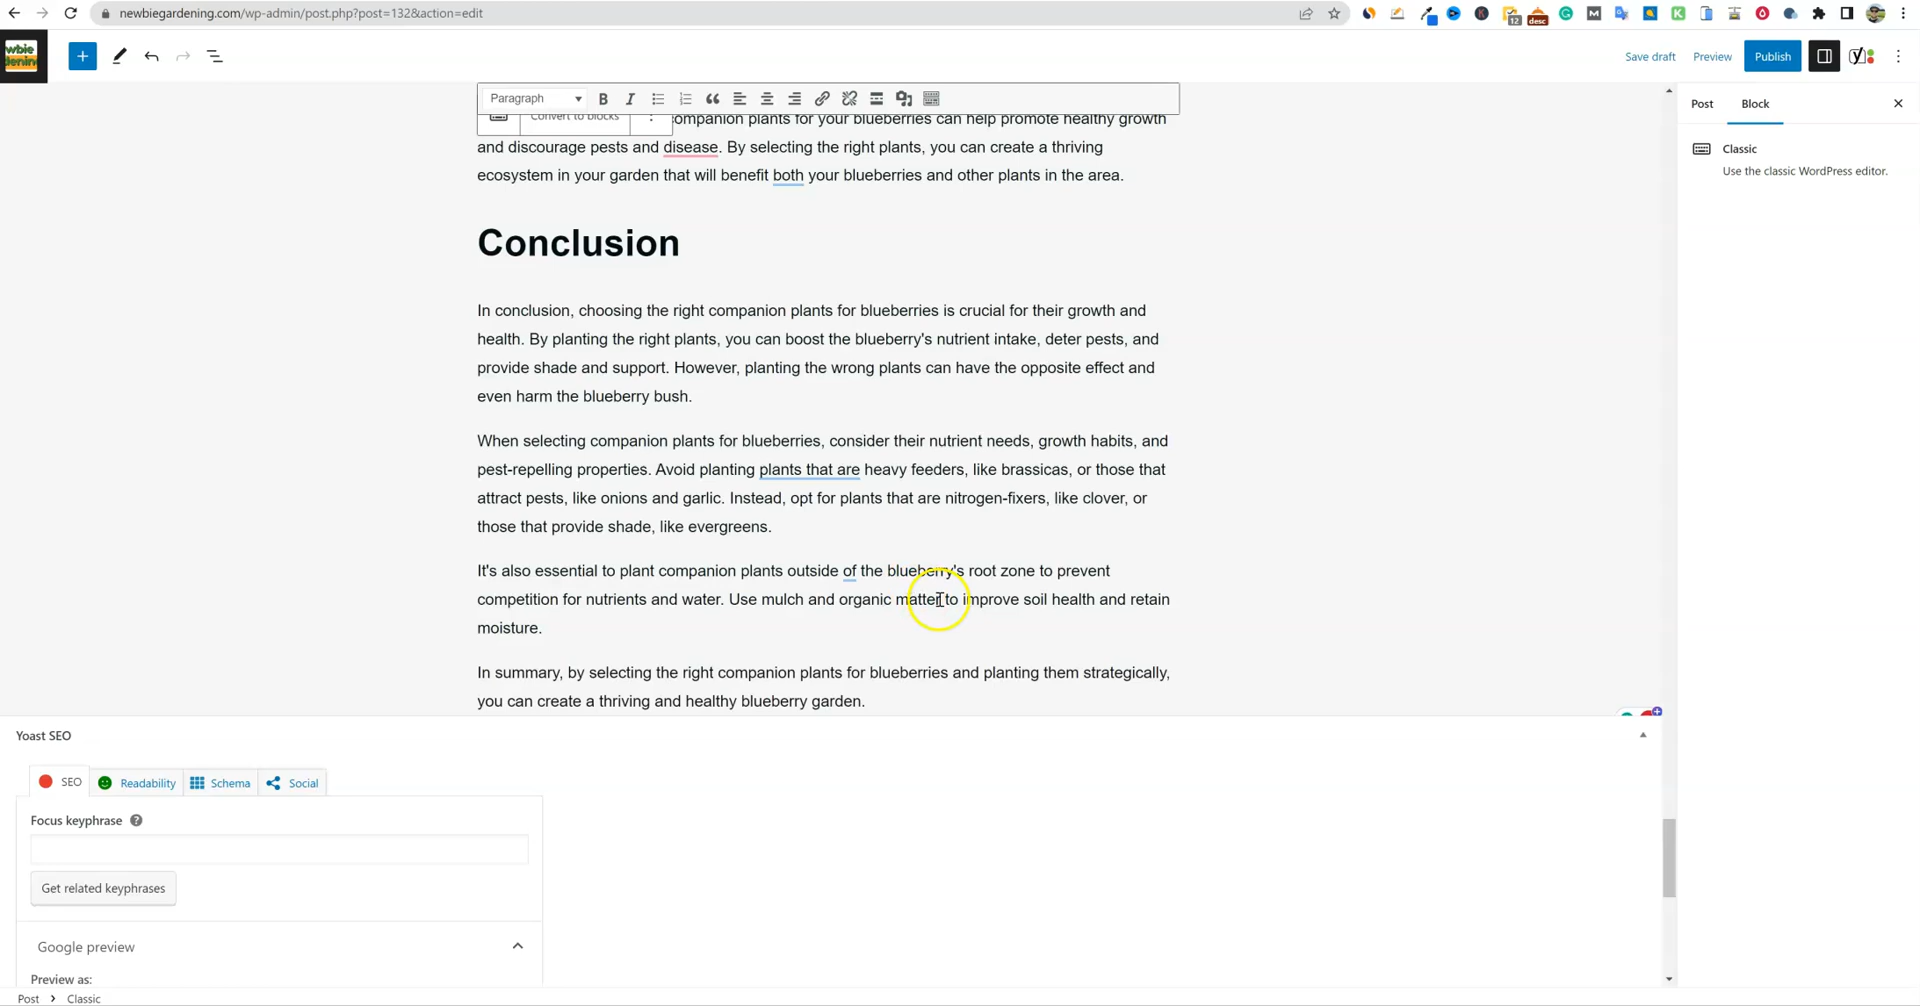 newbiegardening.com/wp-admin/post.php?post=132&action=edit
12
desc
Save draft
Preview
Publish
Paragraph
Convert to blocks
companion plants for your blueberries can help promote healthy growth
and discourage pests and disease. By selecting the right plants, you can create a thriving
ecosystem in your garden that will benefit both your blueberries and other plants in the area.
Conclusion
In conclusion, choosing the right companion plants for blueberries is crucial for their growth and
health. By planting the right plants, you can boost the blueberry's nutrient intake, deter pests, and
provide shade and support. However, planting the wrong plants can have the opposite effect and
even harm the blueberry bush.
When selecting companion plants for blueberries, consider their nutrient needs, growth habits, and
pest-repelling properties. Avoid planting plants that are heavy feeders, like brassicas, or those that
attract pests, like onions and garlic. Instead, opt for plants that are nitrogen-fixers, like clover, or
those that provide shade, like evergreens.
It's also essential to plant companion plants outside of the blueberry's root zone to prevent
competition for nutrients and water. Use mulch and organic matter to improve soil health and retain
moisture.
In summary, by selecting the right companion plants for blueberries and planting them strategically,
you can create a thriving and healthy blueberry garden.
Post
Block
Classic
Use the classic WordPress editor.
Yoast SEO
SEO
Readability
Schema
Social
Focus keyphrase
Get related keyphrases
Google preview
Preview as:
Post
Classic